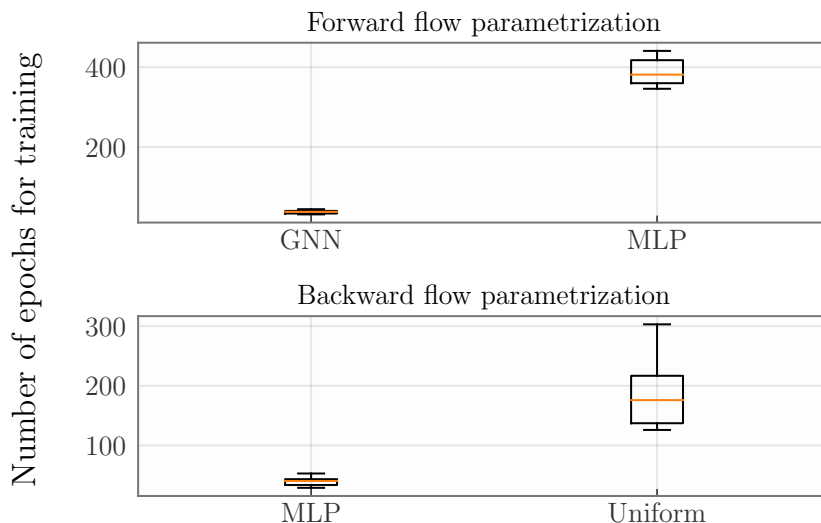 Number of epochs for training
Forward flow parametrization
400
200
GNN MLP
Backward flow parametrization
300
200
100
MLP Uniform